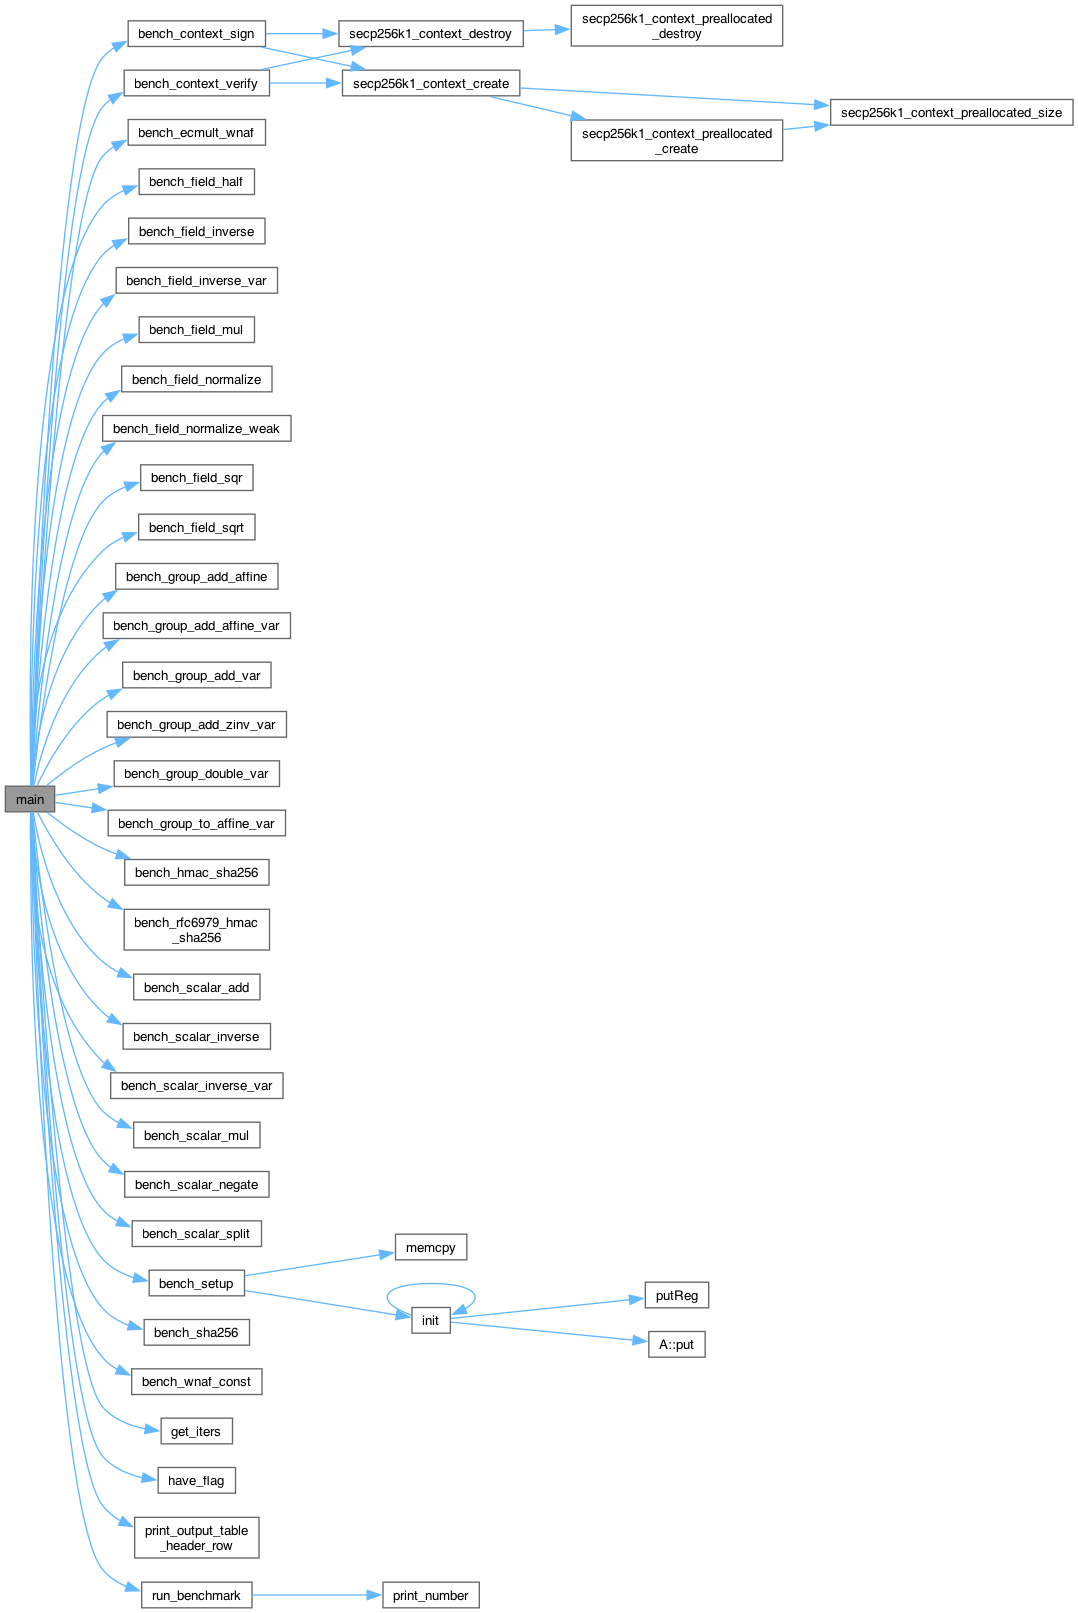 bench_context_sign
secp256k1_context_destroy
secp256k1_context_preallocated
_destroy
bench_context_verify
secp256k1_context_create
secp256k1_context_preallocated_size
secp256k1_context_preallocated
_create
bench_ecmult_wnaf
bench_field_half
bench_field_inverse
bench_field_inverse_var
bench_field_mul
bench_field_normalize
bench_field_normalize_weak
bench_field_sqr
bench_field_sqrt
bench_group_add_affine
bench_group_add_affine_var
bench_group_add_var
bench_group_add_zinv_var
bench_group_double_var
main
bench_group_to_affine_var
bench_hmac_sha256
bench_rfc6979_hmac
_sha256
bench_scalar_add
bench_scalar_inverse
bench_scalar_inverse_var
bench_scalar_mul
bench_scalar_negate
bench_scalar_split
memcpy
bench_setup
putReg
init
A::put
bench_sha256
bench_wnaf_const
get_iters
have_flag
print_output_table
_header_row
run_benchmark
print_number